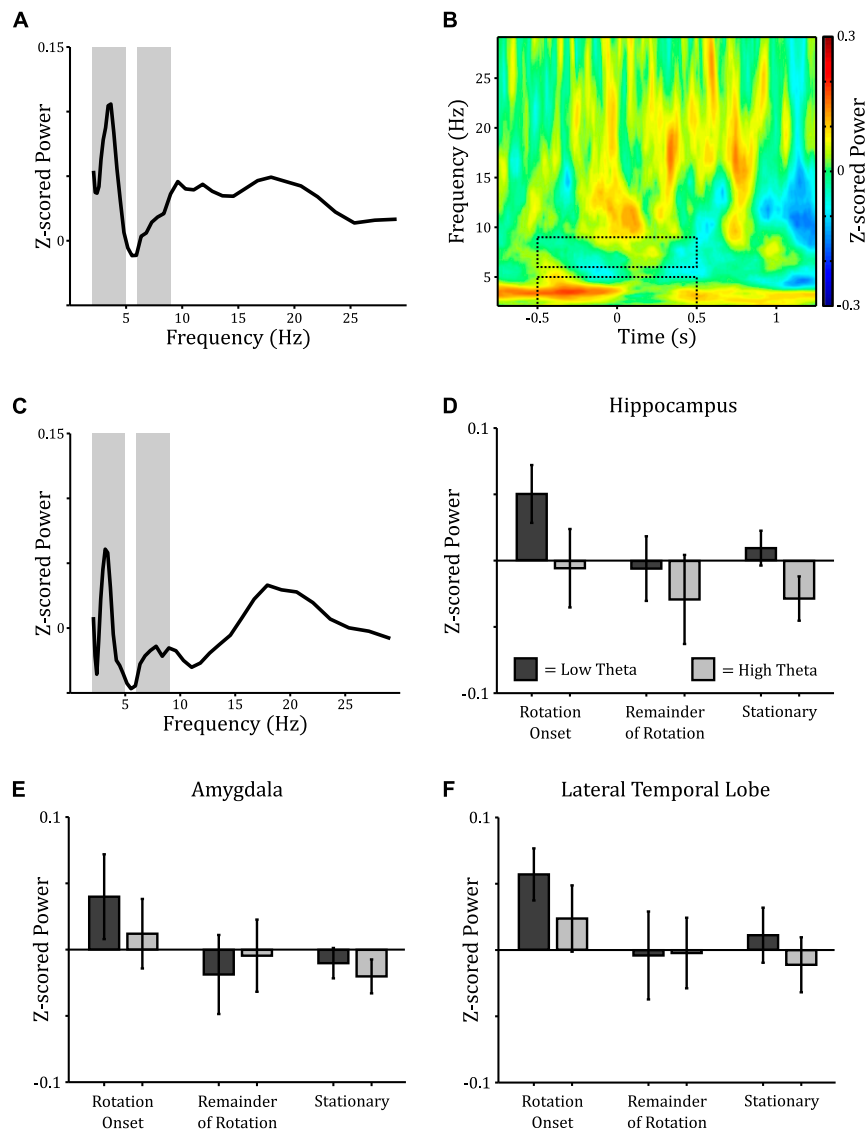 A
0.15
Z-scored Power
0
5
10
15
20
25
Frequency (Hz)
B
25
20
15
10
5
Frequency (Hz)
-0.5
0
0.5
1
Time (s)
0.3
0
-0.3
Z-scored Power
C
0.15
Z-scored Power
0
5
10
15
20
25
Frequency (Hz)
D
Hippocampus
0.1
Z-scored Power
-0.1
= Low Theta
= High Theta
Rotation Onset
Remainder of Rotation
Stationary
E
Amygdala
0.1
Z-scored Power
-0.1
Rotation Onset
Remainder of Rotation
Stationary
F
Lateral Temporal Lobe
0.1
Z-scored Power
-0.1
Rotation Onset
Remainder of Rotation
Stationary